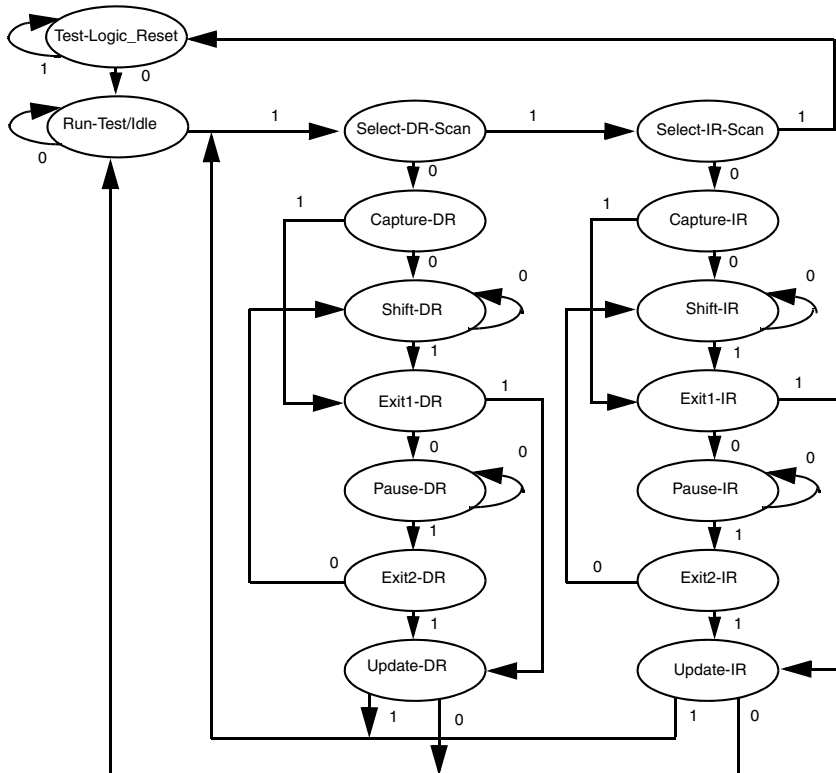 Test-Logic_Reset
1
0
Run-Test/Idle
0
1
Select-DR-Scan
1
Select-IR-Scan
1
0
0
1
Capture-DR
1
Capture-IR
0
0
0
0
Shift-DR
Shift-IR
1
1
Exit1-DR
1
Exit1-IR
1
0
0
0
0
Pause-DR
Pause-IR
1
1
0
Exit2-DR
0
Exit2-IR
1
1
Update-DR
Update-IR
1
0
1
0